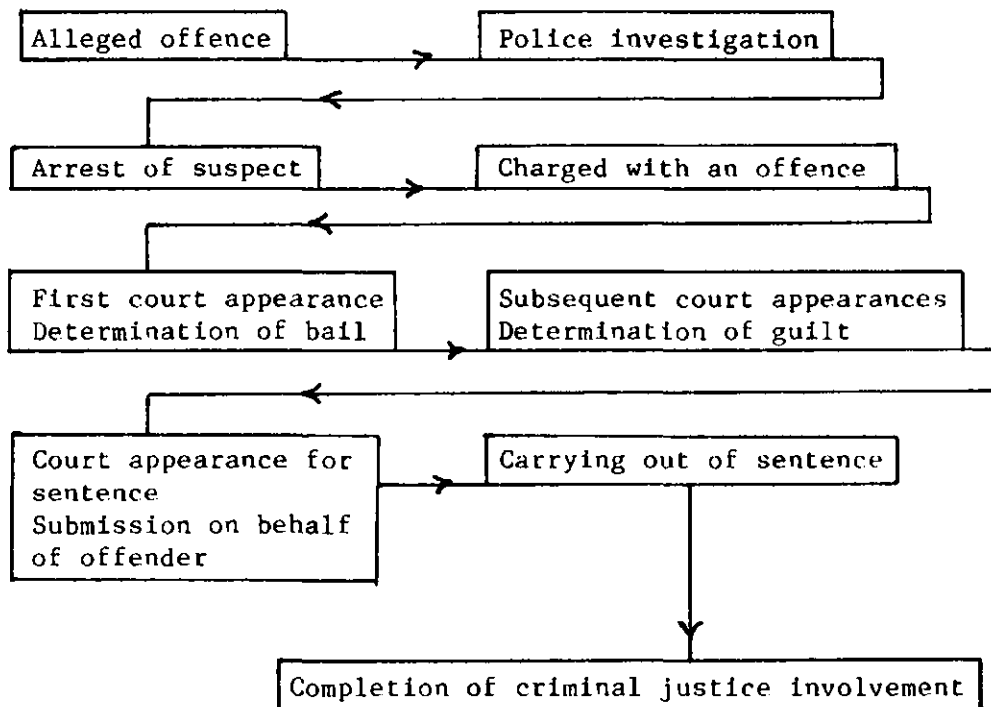 Alleged offence
Police investigation
Arrest of suspect
Charged with an offence
First court appearance
Determination of bail
Subsequent court appearances
Determination of guilt
Court appearance for
sentence
Submission on behalf
of offender
Carrying out of sentence
Completion of criminal justice involvement